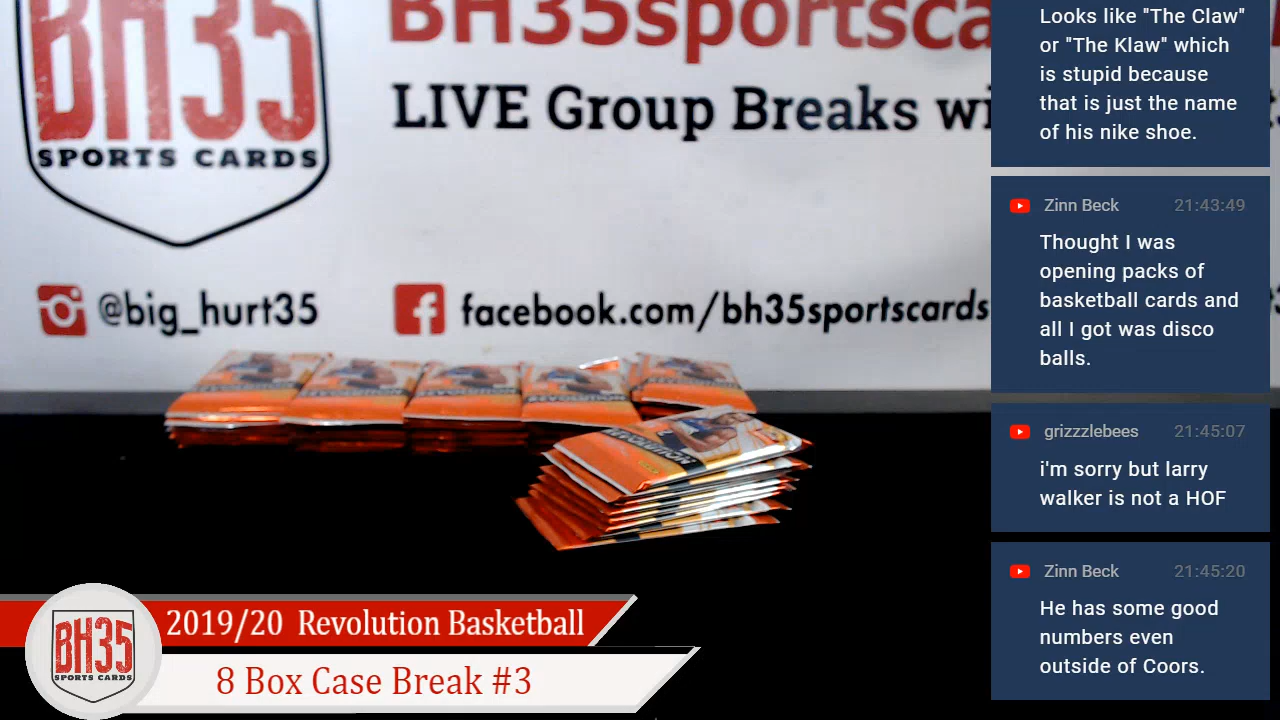 BH35
SPORTS CARDS
BH35sportsca
LIVE Group Breaks wi
@big_hurt35
facebook.com/bh35sportscards
2019/20 Revolution Basketball
8 Box Case Break #3
BH35
SPORTS CARDS
Looks like "The Claw"
or "The Klaw" which
is stupid because
that is just the name
of his nike shoe.
Zinn Beck 21:43:49
Thought I was
opening packs of
basketball cards and
all I got was disco
balls.
grizzzlebees 21:45:07
i'm sorry but larry
walker is not a HOF
Zinn Beck 21:45:20
He has some good
numbers even
outside of Coors.